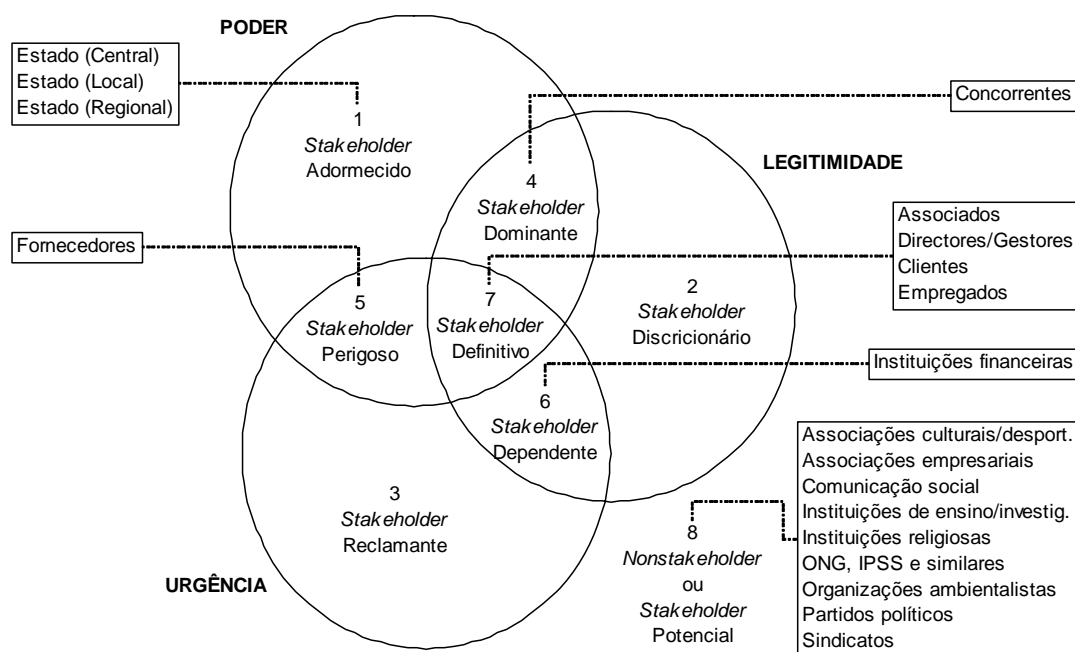 PODER
Estado (Central)
Estado (Local)
Estado (Regional)
1
Stakeholder
Adormecido
Concorrentes
LEGITIMIDADE
4
Stakeholder
Dominante
Associados
Directores/Gestores
Clientes
Empregados
Fornecedores
5
Stakeholder
Perigoso
7
Stakeholder
Definitivo
2
Stakeholder
Discricionário
Instituições financeiras
6
Stakeholder
Dependente
3
Stakeholder
Reclamante
URGÊNCIA
8
Nonstakeholder
ou
Stakeholder
Potencial
Associações culturais/desport.
Associações empresariais
Comunicação social
Instituições de ensino/investig.
Instituições religiosas
ONG, IPSS e similares
Organizações ambientalistas
Partidos políticos
Sindicatos